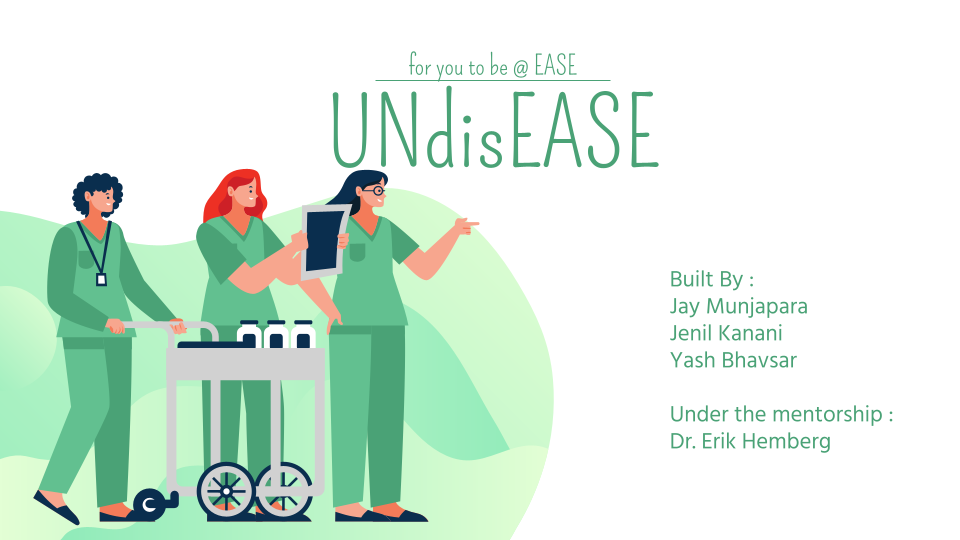 for you to be @ EASE
UNdisEASE
Built By :
Jay Munjapara
Jenil Kanani
Yash Bhavsar
Under the mentorship :
Dr. Erik Hemberg